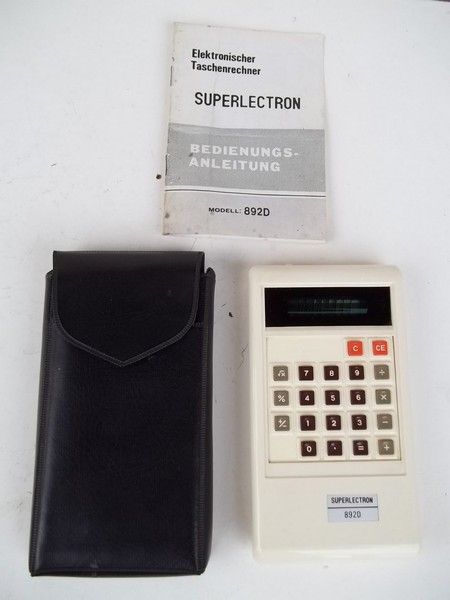 Elektronischer
Taschenrechner
SUPERLECTRON
BEDIENUNGS-
ANLEITUNG
MODELL: 892D
C CE
√x 7 8 9 ÷
% 4 5 6 ×
+/− 1 2 3 −
0 · = +
SUPERLECTRON
892D